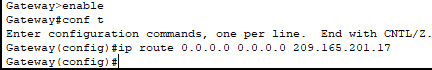 Gateway>enable
Gateway#conf t
Enter configuration commands, one per line.  End with CNTL/Z.
Gateway(config)#ip route 0.0.0.0 0.0.0.0 209.165.201.17
Gateway(config)#